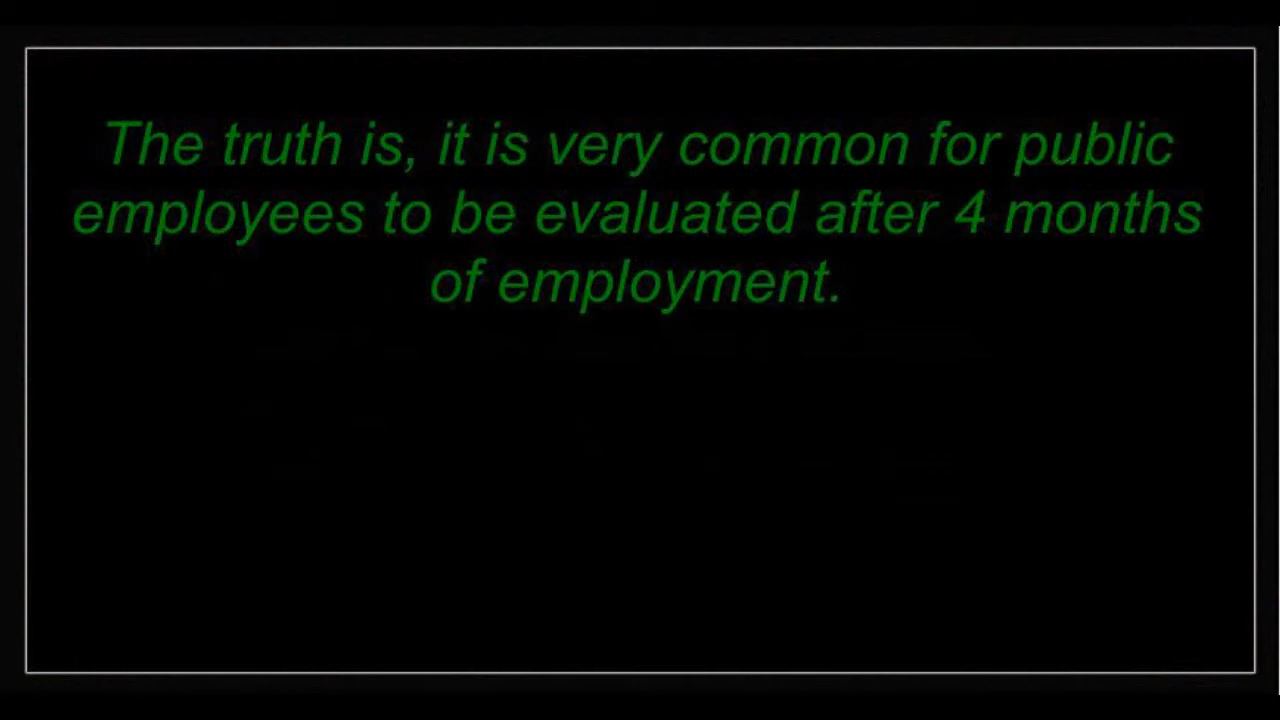 The truth is, it is very common for public
employees to be evaluated after 4 months
of employment.